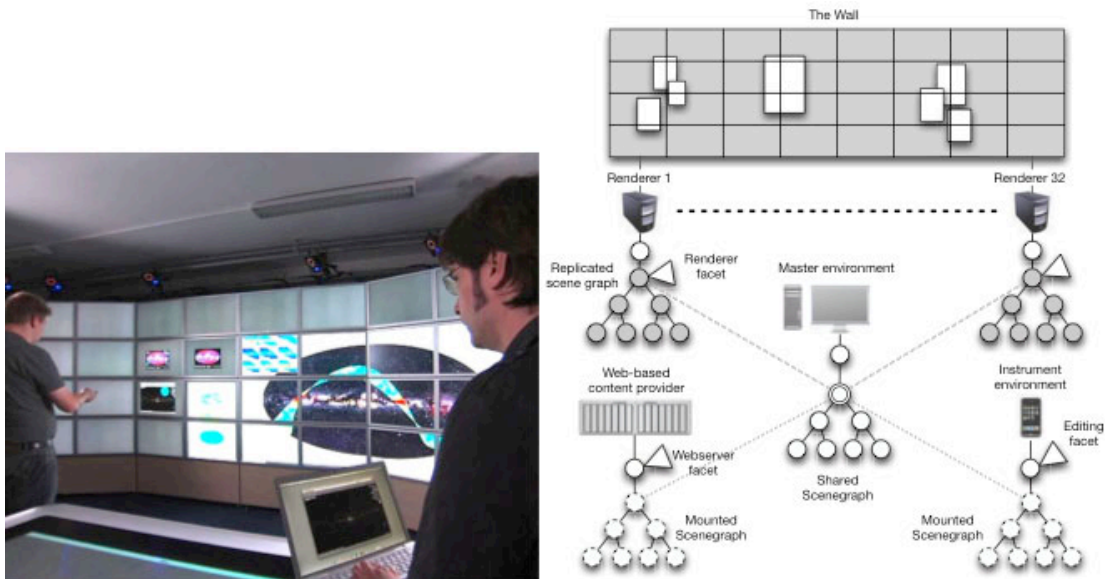 The Wall
Renderer 1
Renderer 32
Replicated
scene graph
Renderer
facet
Master environment
Web-based
content provider
Instrument
environment
Webserver
facet
Editing
facet
Shared
Scenegraph
Mounted
Scenegraph
Mounted
Scenegraph